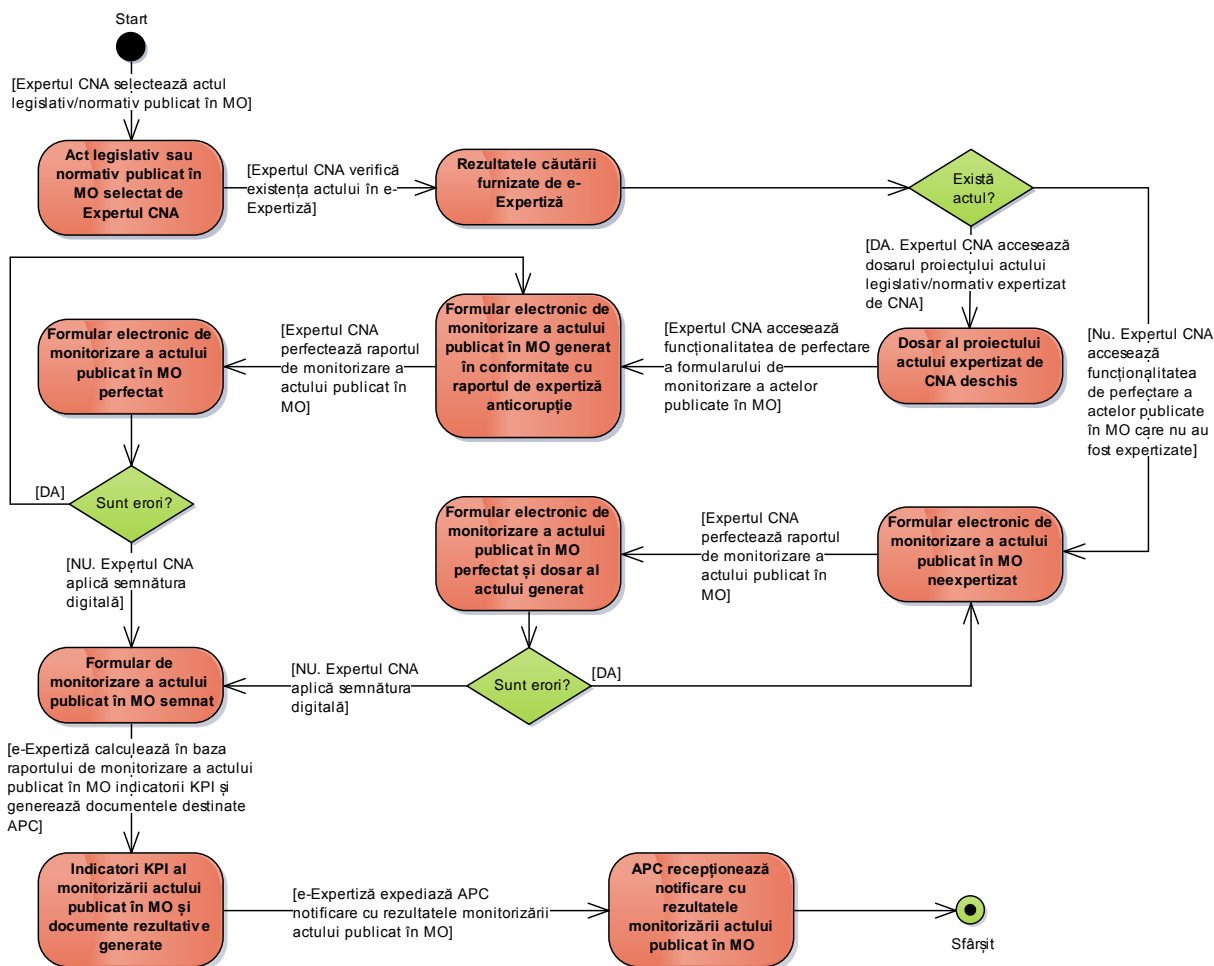 Start
[Expertul CNA selectează actul
legislativ/normativ publicat în MO]
Act legislativ sau
normativ publicat în
MO selectat de
Expertul CNA
[Expertul CNA verifică
existența actului în e-
Expertiză]
Rezultatele căutării
furnizate de e-
Expertiză
Există
actul?
[DA. Expertul CNA accesează
dosarul proiectului actului
legislativ/normativ expertizat
de CNA]
[Nu. Expertul CNA
accesează
funcționalitatea
de perfectare a
actelor publicate
în MO care nu au
fost expertizate]
Dosar al proiectului
actului expertizat de
CNA deschis
[Expertul CNA accesează
funcționalitatea de perfectare
a formularului de
monitorizare a actelor
publicate în MO]
Formular electronic de
monitorizare a actului
publicat în MO generat
în conformitate cu
raportul de expertiză
anticorupție
[Expertul CNA
perfectează raportul
de monitorizare a
actului publicat în
MO]
Formular electronic de
monitorizare a actului
publicat în MO
perfectat
Sunt erori?
[DA]
[NU. Expertul CNA
aplică semnătura
digitală]
Formular electronic de
monitorizare a actului
publicat în MO
neexpertizat
[Expertul CNA
perfectează raportul
de monitorizare a
actului publicat în
MO]
Formular electronic de
monitorizare a actului
publicat în MO
perfectat și dosar al
actului generat
Sunt erori?
[DA]
[NU. Expertul CNA
aplică semnătura
digitală]
Formular de
monitorizare a actului
publicat în MO semnat
[e-Expertiză calculează în baza
raportului de monitorizare a actului
publicat în MO indicatorii KPI și
generează documentele destinate
APC]
Indicatori KPI al
monitorizării actului
publicat în MO și
documente rezultative
generate
[e-Expertiză expediază APC
notificare cu rezultatele monitorizării
actului publicat în MO]
APC recepționează
notificare cu
rezultatele
monitorizării actului
publicat în MO
Sfârșit